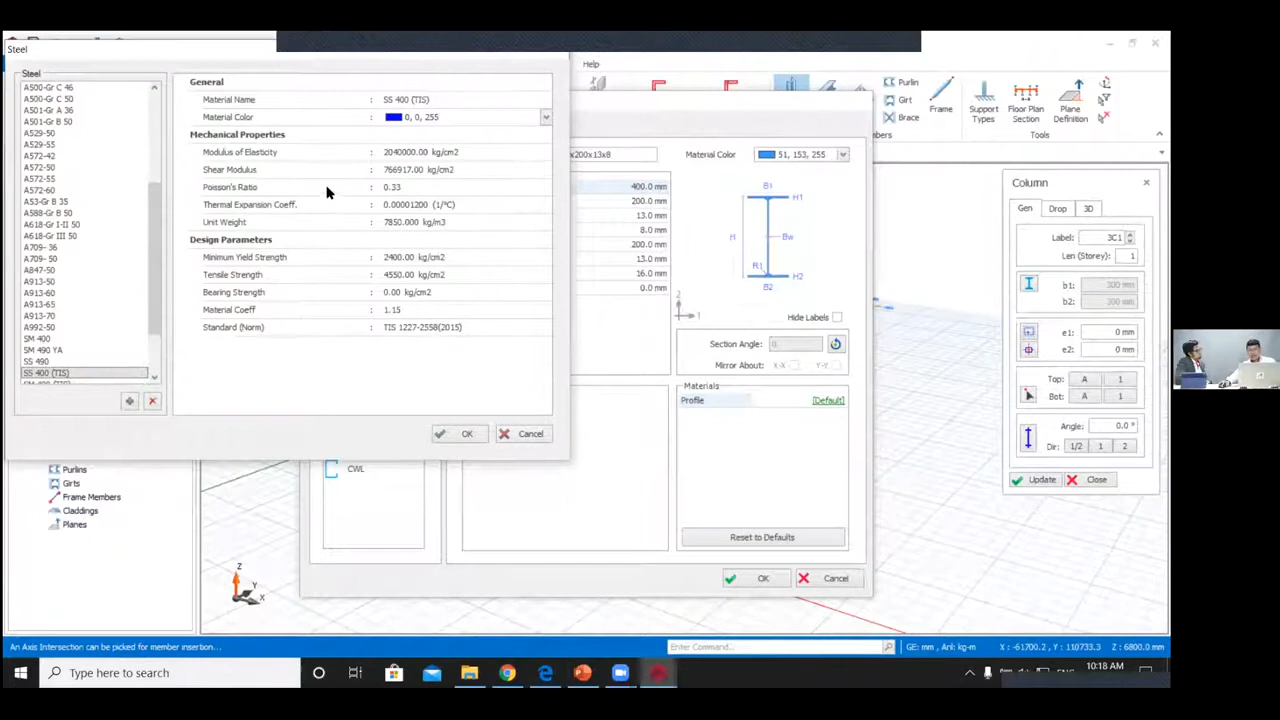 Steel
Help
Steel
A500-Gr C 46
A500-Gr C 50
A501-Gr A 36
A501-Gr B 50
A529-50
A529-55
A572-42
A572-50
A572-55
A572-60
A53-Gr B 35
A588-Gr B 50
A618-Gr I-II 50
A618-Gr III 50
A709- 36
A709- 50
A847-50
A913-50
A913-60
A913-65
A913-70
A992-50
SM 400
SM 490 YA
SS 490
SS 400 (TIS)
General
Material Name : SS 400 (TIS)
Material Color : 0, 0, 255
Mechanical Properties
Modulus of Elasticity : 2040000.00 kg/cm2
Shear Modulus : 766917.00 kg/cm2
Poisson's Ratio : 0.33
Thermal Expansion Coeff. : 0.00001200 (1/°C)
Unit Weight : 7850.000 kg/m3
Design Parameters
Minimum Yield Strength : 2400.00 kg/cm2
Tensile Strength : 4550.00 kg/cm2
Bearing Strength : 0.00 kg/cm2
Material Coeff : 1.15
Standard (Norm) : TIS 1227-2558(2015)
OK
Cancel
x200x13x8
Material Color
51, 153, 255
400.0 mm
200.0 mm
13.0 mm
8.0 mm
200.0 mm
13.0 mm
16.0 mm
0.0 mm
B1
H1
H
Bw
R1
H2
B2
2
1
Hide Labels
Section Angle: 0
Mirror About: X-X Y-Y
Materials
Profile [Default]
Reset to Defaults
CWL
OK
Cancel
Purlin
Girt
Brace
Frame
Support Types
Floor Plan Section
Plane Definition
Tools
Column
Gen
Drop
3D
Label: 3C1
Len (Storey): 1
b1: 300 mm
b2: 300 mm
e1: 0 mm
e2: 0 mm
Top: A 1
Bot: A 1
Angle: 0.0 °
Dir: 1/2 1 2
Update
Close
Purlins
Girts
Frame Members
Claddings
Planes
Z
Y
X
An Axis Intersection can be picked for member insertion...
Enter Command...
GE: mm, Anl: kg-m
X : -61700.2, Y : 110733.3
Z : 6800.0 mm
Type here to search
ENG
10:18 AM